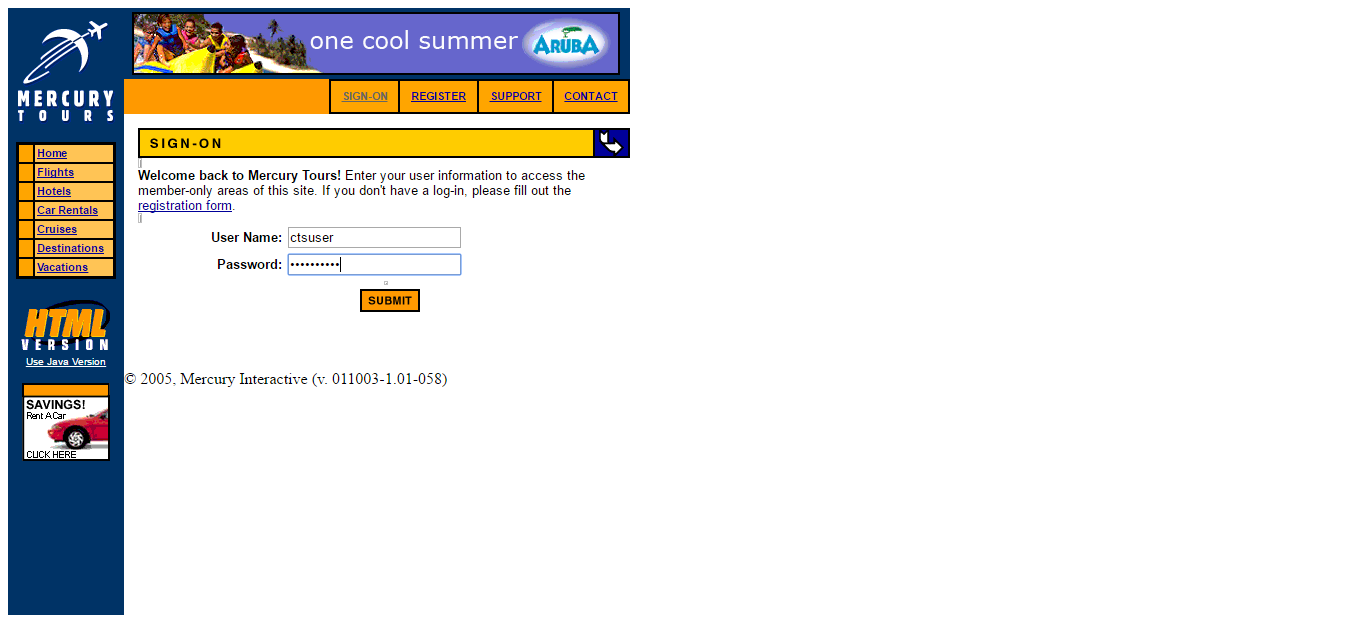 MERCURY
TOURS
one cool summer
ARUBA
SIGN-ON
REGISTER
SUPPORT
CONTACT
Home
Flights
Hotels
Car Rentals
Cruises
Destinations
Vacations
HTML
VERSION
Use Java Version
SAVINGS!
Rent A Car
CLICK HERE
SIGN-ON
Welcome back to Mercury Tours! Enter your user information to access the
member-only areas of this site. If you don't have a log-in, please fill out the
registration form.
User Name: ctsuser
Password: ••••••••••
SUBMIT
© 2005, Mercury Interactive (v. 011003-1.01-058)